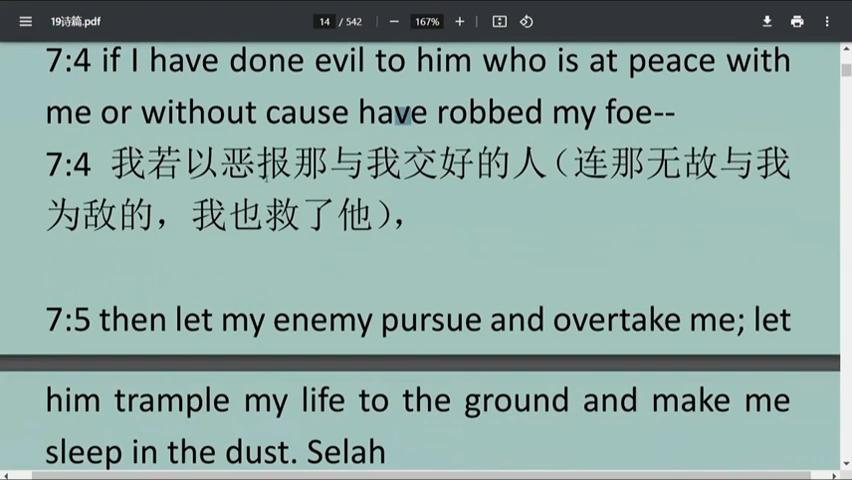 19诗篇.pdf
14 / 542
167%
7:4 if I have done evil to him who is at peace with
me or without cause have robbed my foe--
7:4 我若以恶报那与我交好的人（连那无故与我
为敌的，我也救了他），
7:5 then let my enemy pursue and overtake me; let
him trample my life to the ground and make me
sleep in the dust. Selah